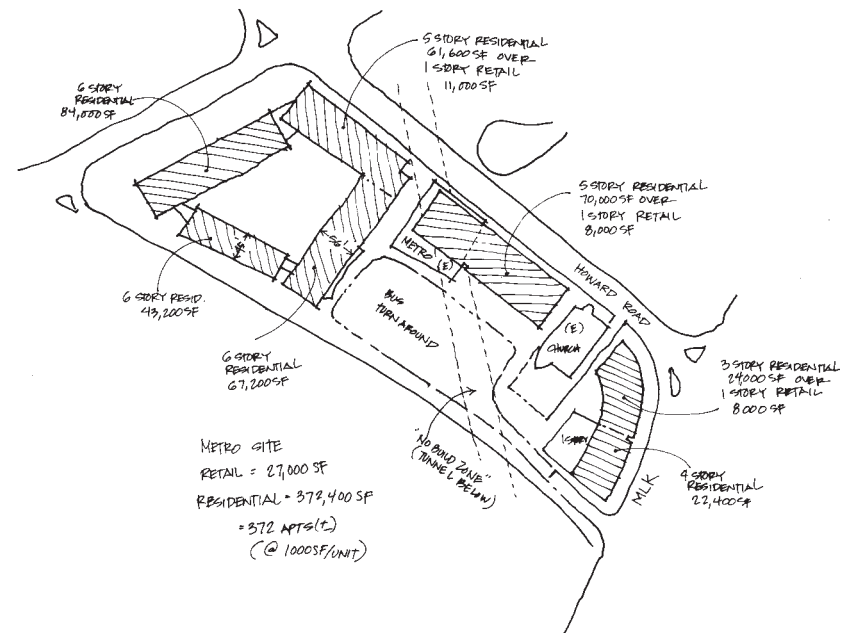 5 STORY RESIDENTIAL
61,600 SF OVER
1 STORY RETAIL
11,000 SF
6 STORY
RESIDENTIAL
84,000 SF
5 STORY RESIDENTIAL
70,000 SF OVER
1 STORY RETAIL
8,000 SF
METRO (E)
HOWARD ROAD
56'
45'
BUS
TURN AROUND
6 STORY RESID.
43,200 SF
(E)
CHURCH
6 STORY
RESIDENTIAL
67,200 SF
3 STORY RESIDENTIAL
24,000 SF OVER
1 STORY RETAIL
8000 SF
1 STORY
"NO BUILD ZONE"
(TUNNEL BELOW)
4 STORY
RESIDENTIAL
22,400 SF
MLK
METRO SITE
RETAIL = 27,000 SF
RESIDENTIAL = 372,400 SF
= 372 APTS (±)
(@ 1000 SF/UNIT)